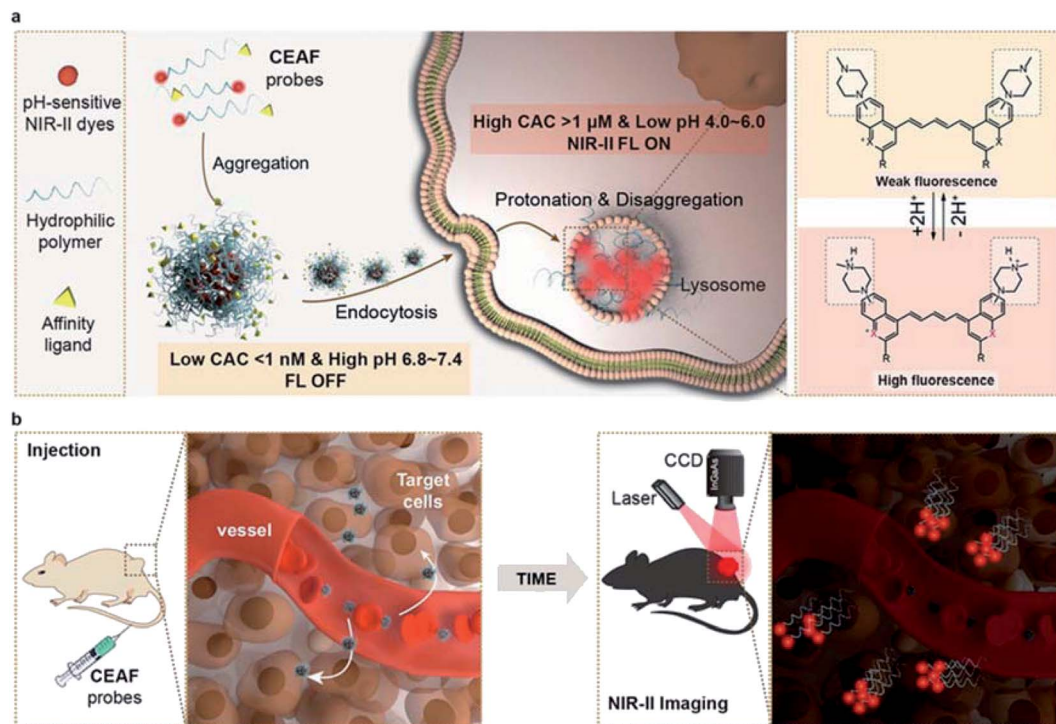 a
pH-sensitive
NIR-II dyes
Hydrophilic
polymer
Affinity
ligand
CEAF
probes
Aggregation
Endocytosis
Low CAC <1 nM & High pH 6.8~7.4
FL OFF
High CAC >1 μM & Low pH 4.0~6.0
NIR-II FL ON
Protonation & Disaggregation
Lysosome
N
N
N
N
+
X
X
R
R
Weak fluorescence
+2H⁺
- 2H⁺
H
N
+
N
H
N
+
N
+
X
X
R
R
High fluorescence
b
Injection
CEAF
probes
vessel
Target
cells
TIME
CCD
Laser
InGaAs
NIR-II Imaging